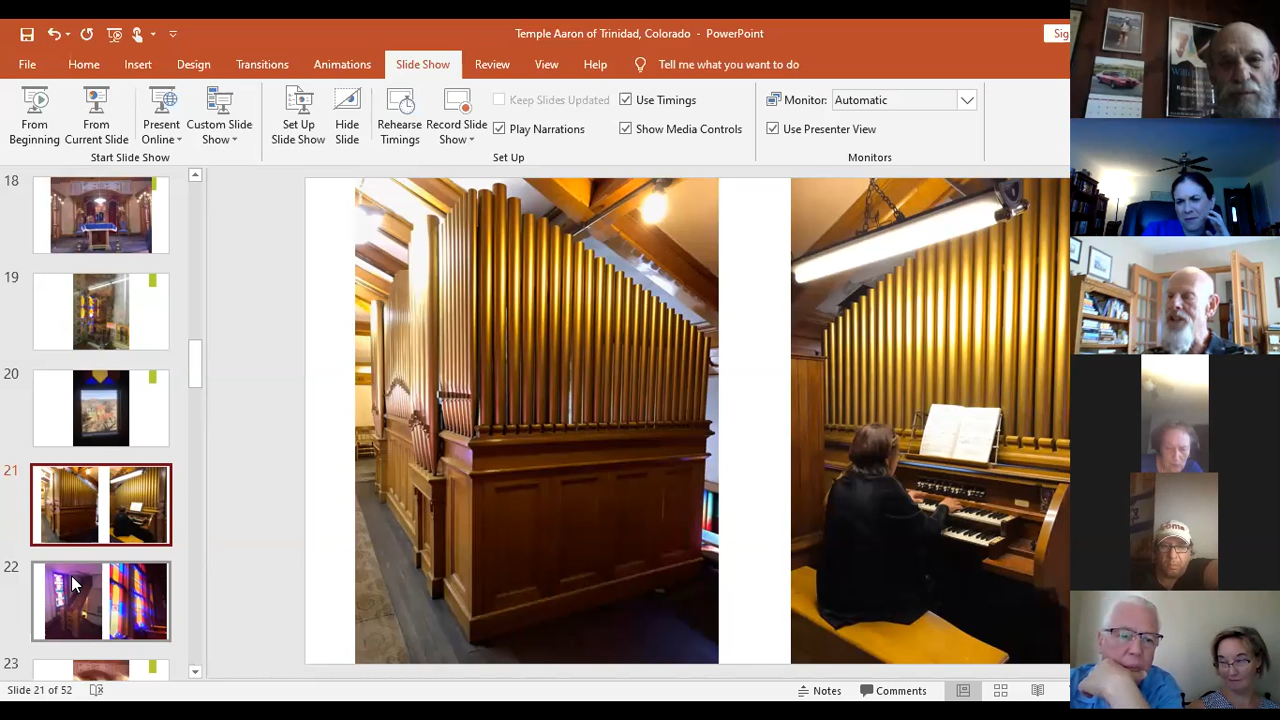 Temple Aaron of Trinidad, Colorado - PowerPoint
Sig
File Home Insert Design Transitions Animations Slide Show Review View Help Tell me what you want to do
From Beginning
From Current Slide
Present Online
Custom Slide Show
Start Slide Show
Set Up Slide Show
Hide Slide
Rehearse Timings
Record Slide Show
Keep Slides Updated
Play Narrations
Use Timings
Show Media Controls
Set Up
Monitor: Automatic
Use Presenter View
Monitors
18
19
20
21
22
23
Slide 21 of 52
Notes
Comments